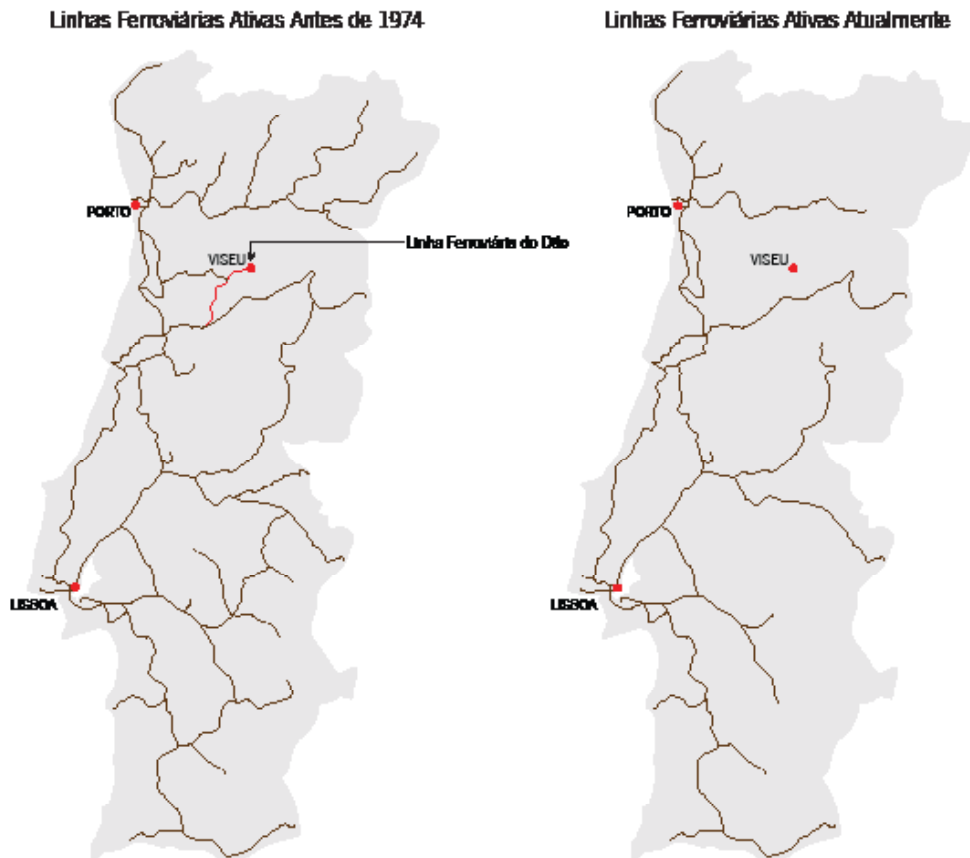 Linhas Ferroviárias Ativas Antes de 1974
Linhas Ferroviárias Ativas Atualmente
PORTO
VISEU
Linha Ferroviária do Dão
LISBOA
PORTO
VISEU
LISBOA